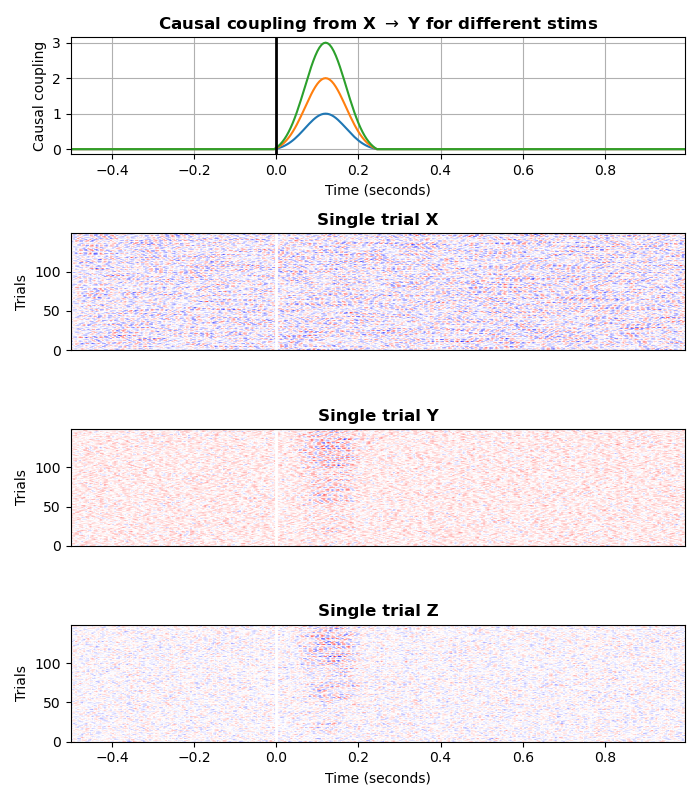 Causal coupling from X → Y for different stims
Causal coupling
3
2
1
0
−0.4 −0.2 0.0 0.2 0.4 0.6 0.8
Time (seconds)
Single trial X
Trials
100
50
0
Single trial Y
Trials
100
50
0
Single trial Z
Trials
100
50
0
−0.4 −0.2 0.0 0.2 0.4 0.6 0.8
Time (seconds)